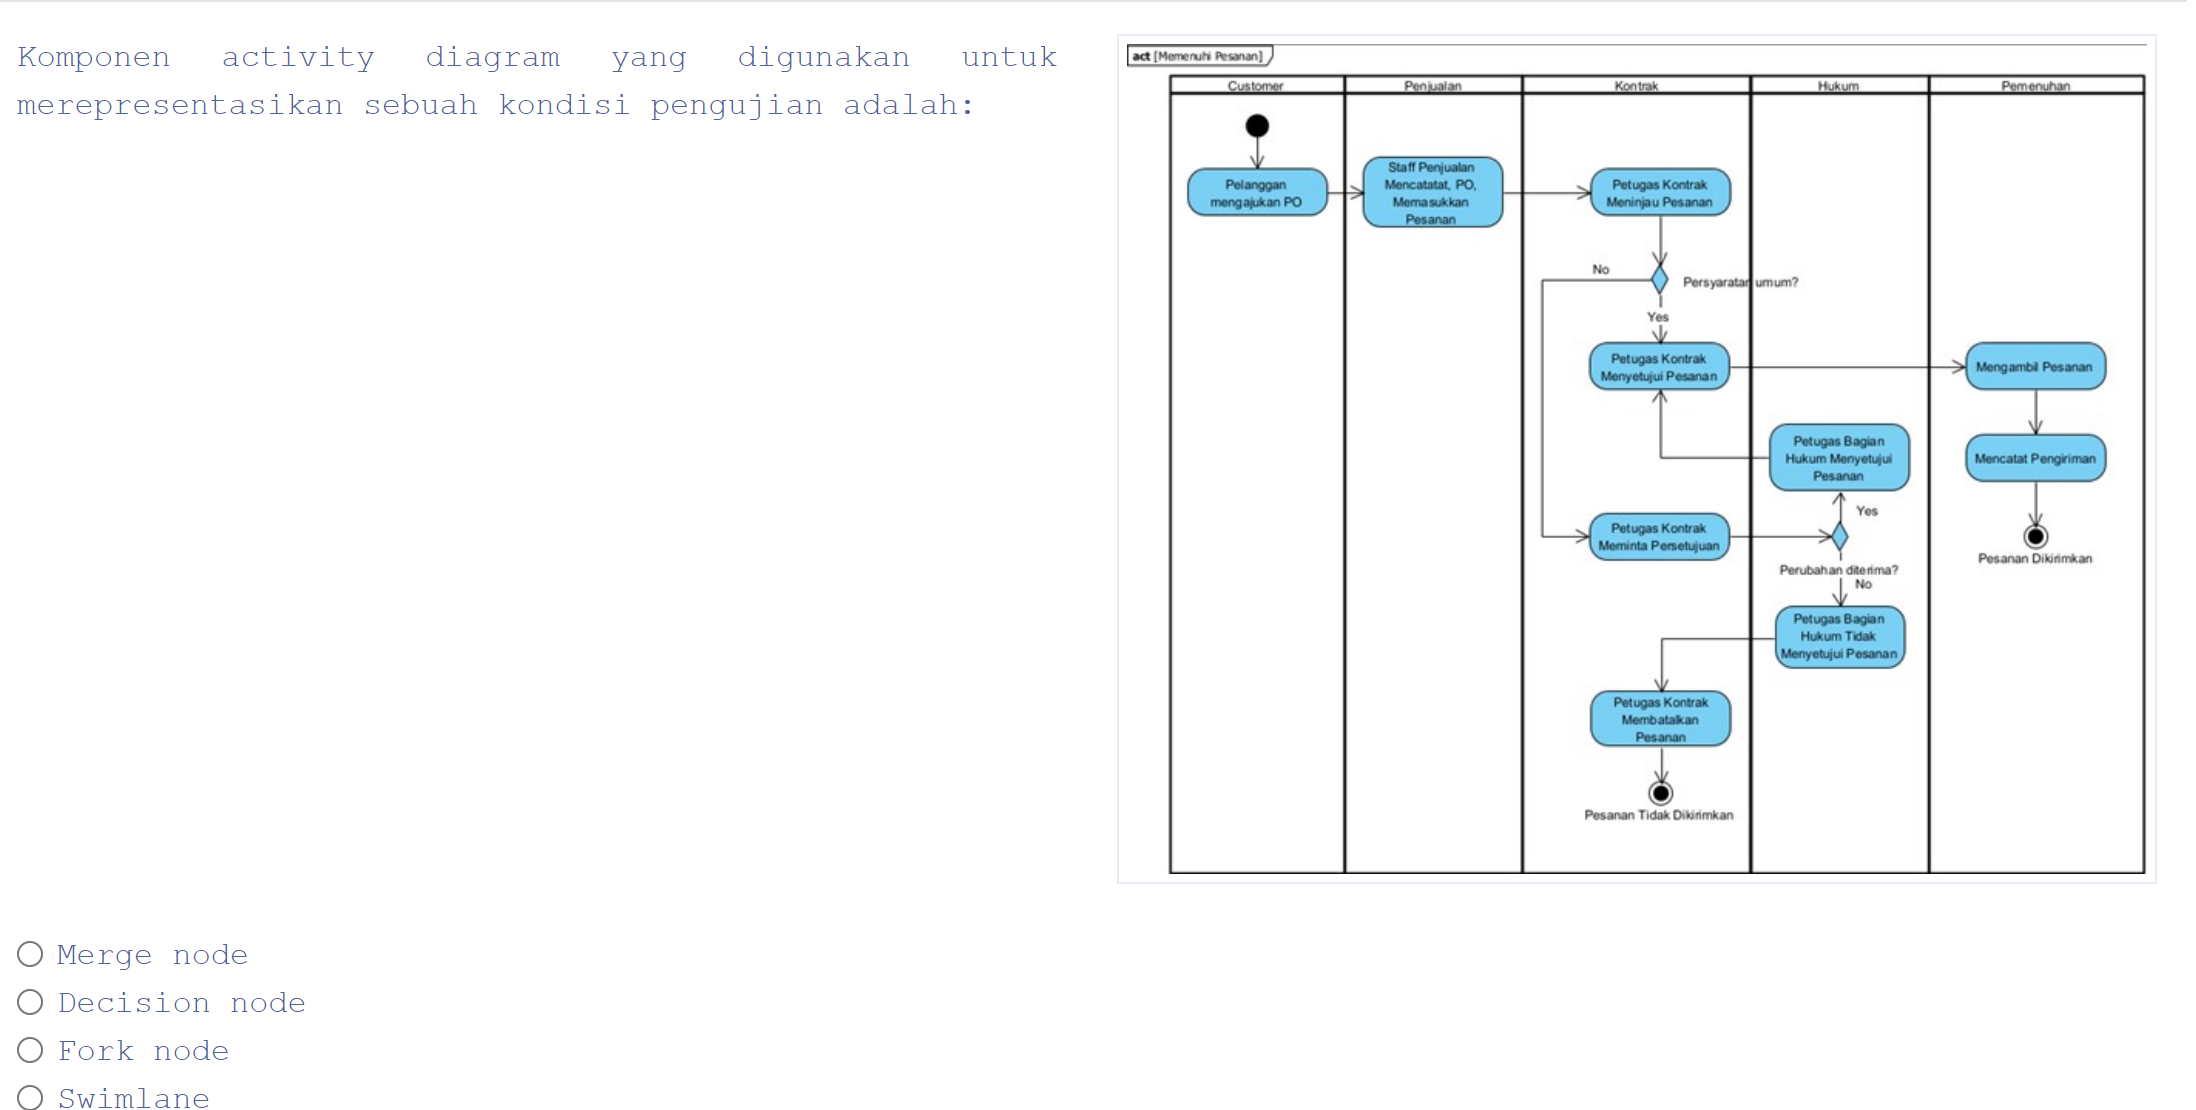 Komponen activity diagram yang digunakan untuk
merepresentasikan sebuah kondisi pengujian adalah:
act [Memenuhi Pesanan]
Customer
Penjualan
Kontrak
Hukum
Pemenuhan
Pelanggan
mengajukan PO
Staff Penjualan
Mencatatat, PO,
Memasukkan
Pesanan
Petugas Kontrak
Meninjau Pesanan
No
Persyaratan umum?
Yes
Petugas Kontrak
Menyetujui Pesanan
Mengambil Pesanan
Petugas Bagian
Hukum Menyetujui
Pesanan
Mencatat Pengiriman
Yes
Petugas Kontrak
Meminta Persetujuan
Pesanan Dikirimkan
Perubahan diterima?
No
Petugas Bagian
Hukum Tidak
Menyetujui Pesanan
Petugas Kontrak
Membatalkan
Pesanan
Pesanan Tidak Dikirimkan
Merge node
Decision node
Fork node
Swimlane